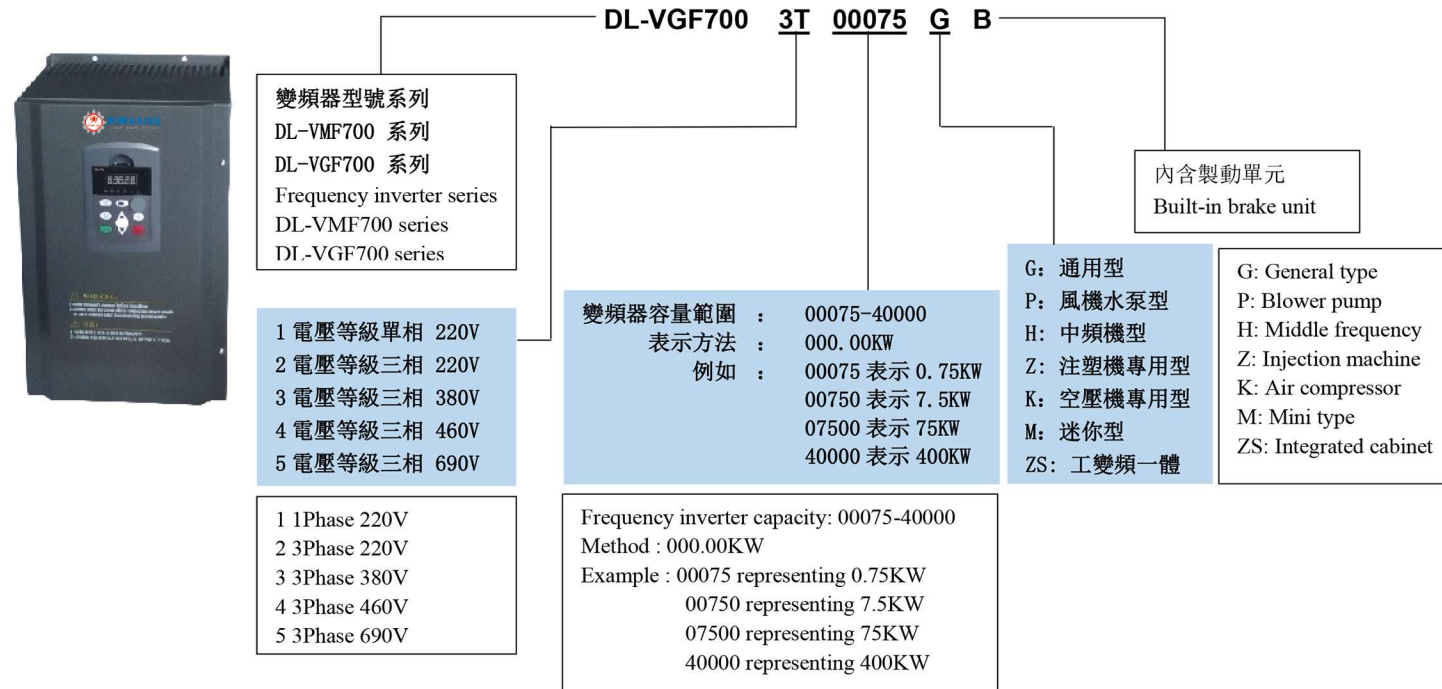 DL-VGF700 3T 00075 G B
變頻器型號系列
DL-VMF700 系列
DL-VGF700 系列
Frequency inverter series
DL-VMF700 series
DL-VGF700 series
內含製動單元
Built-in brake unit
1 電壓等級單相 220V
2 電壓等級三相 220V
3 電壓等級三相 380V
4 電壓等級三相 460V
5 電壓等級三相 690V
變頻器容量範圍 : 00075-40000
表示方法 : 000.00KW
例如 : 00075 表示 0.75KW
00750 表示 7.5KW
07500 表示 75KW
40000 表示 400KW
G: 通用型
P: 風機水泵型
H: 中頻機型
Z: 注塑機專用型
K: 空壓機專用型
M: 迷你型
ZS: 工變頻一體
G: General type
P: Blower pump
H: Middle frequency
Z: Injection machine
K: Air compressor
M: Mini type
ZS: Integrated cabinet
1 1Phase 220V
2 3Phase 220V
3 3Phase 380V
4 3Phase 460V
5 3Phase 690V
Frequency inverter capacity: 00075-40000
Method : 000.00KW
Example : 00075 representing 0.75KW
00750 representing 7.5KW
07500 representing 75KW
40000 representing 400KW